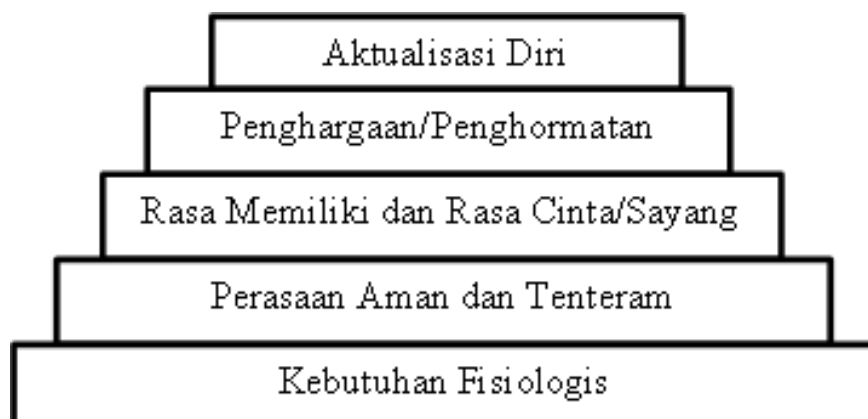 Aktualisasi Diri
Penghargaan/Penghormatan
Rasa Memiliki dan Rasa Cinta/Sayang
Perasaan Aman dan Tenteram
Kebutuhan Fisiologis